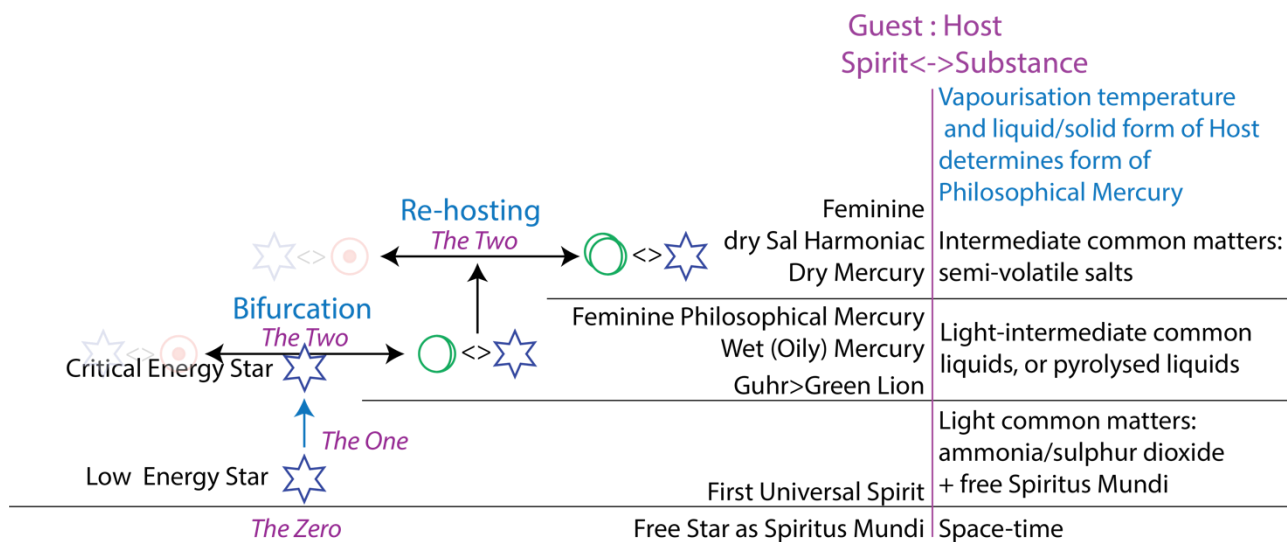 Guest : Host
Spirit<->Substance
Vapourisation temperature
and liquid/solid form of Host
determines form of
Philosophical Mercury
Re-hosting
The Two
<>
<>
Feminine
dry Sal Harmoniac
Dry Mercury
Intermediate common matters:
semi-volatile salts
Bifurcation
The Two
<>
<>
Critical Energy Star
Feminine Philosophical Mercury
Wet (Oily) Mercury
Guhr>Green Lion
Light-intermediate common
liquids, or pyrolysed liquids
The One
Low Energy Star
First Universal Spirit
Light common matters:
ammonia/sulphur dioxide
+ free Spiritus Mundi
The Zero
Free Star as Spiritus Mundi
Space-time